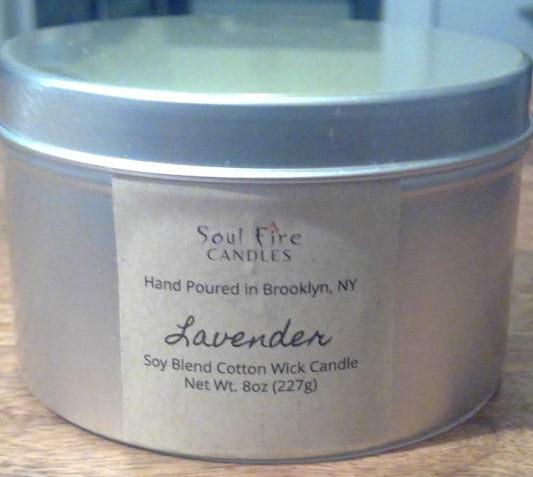 Soul Fire
CANDLES
Hand Poured in Brooklyn, NY
Lavender
Soy Blend Cotton Wick Candle
Net Wt. 8oz (227g)